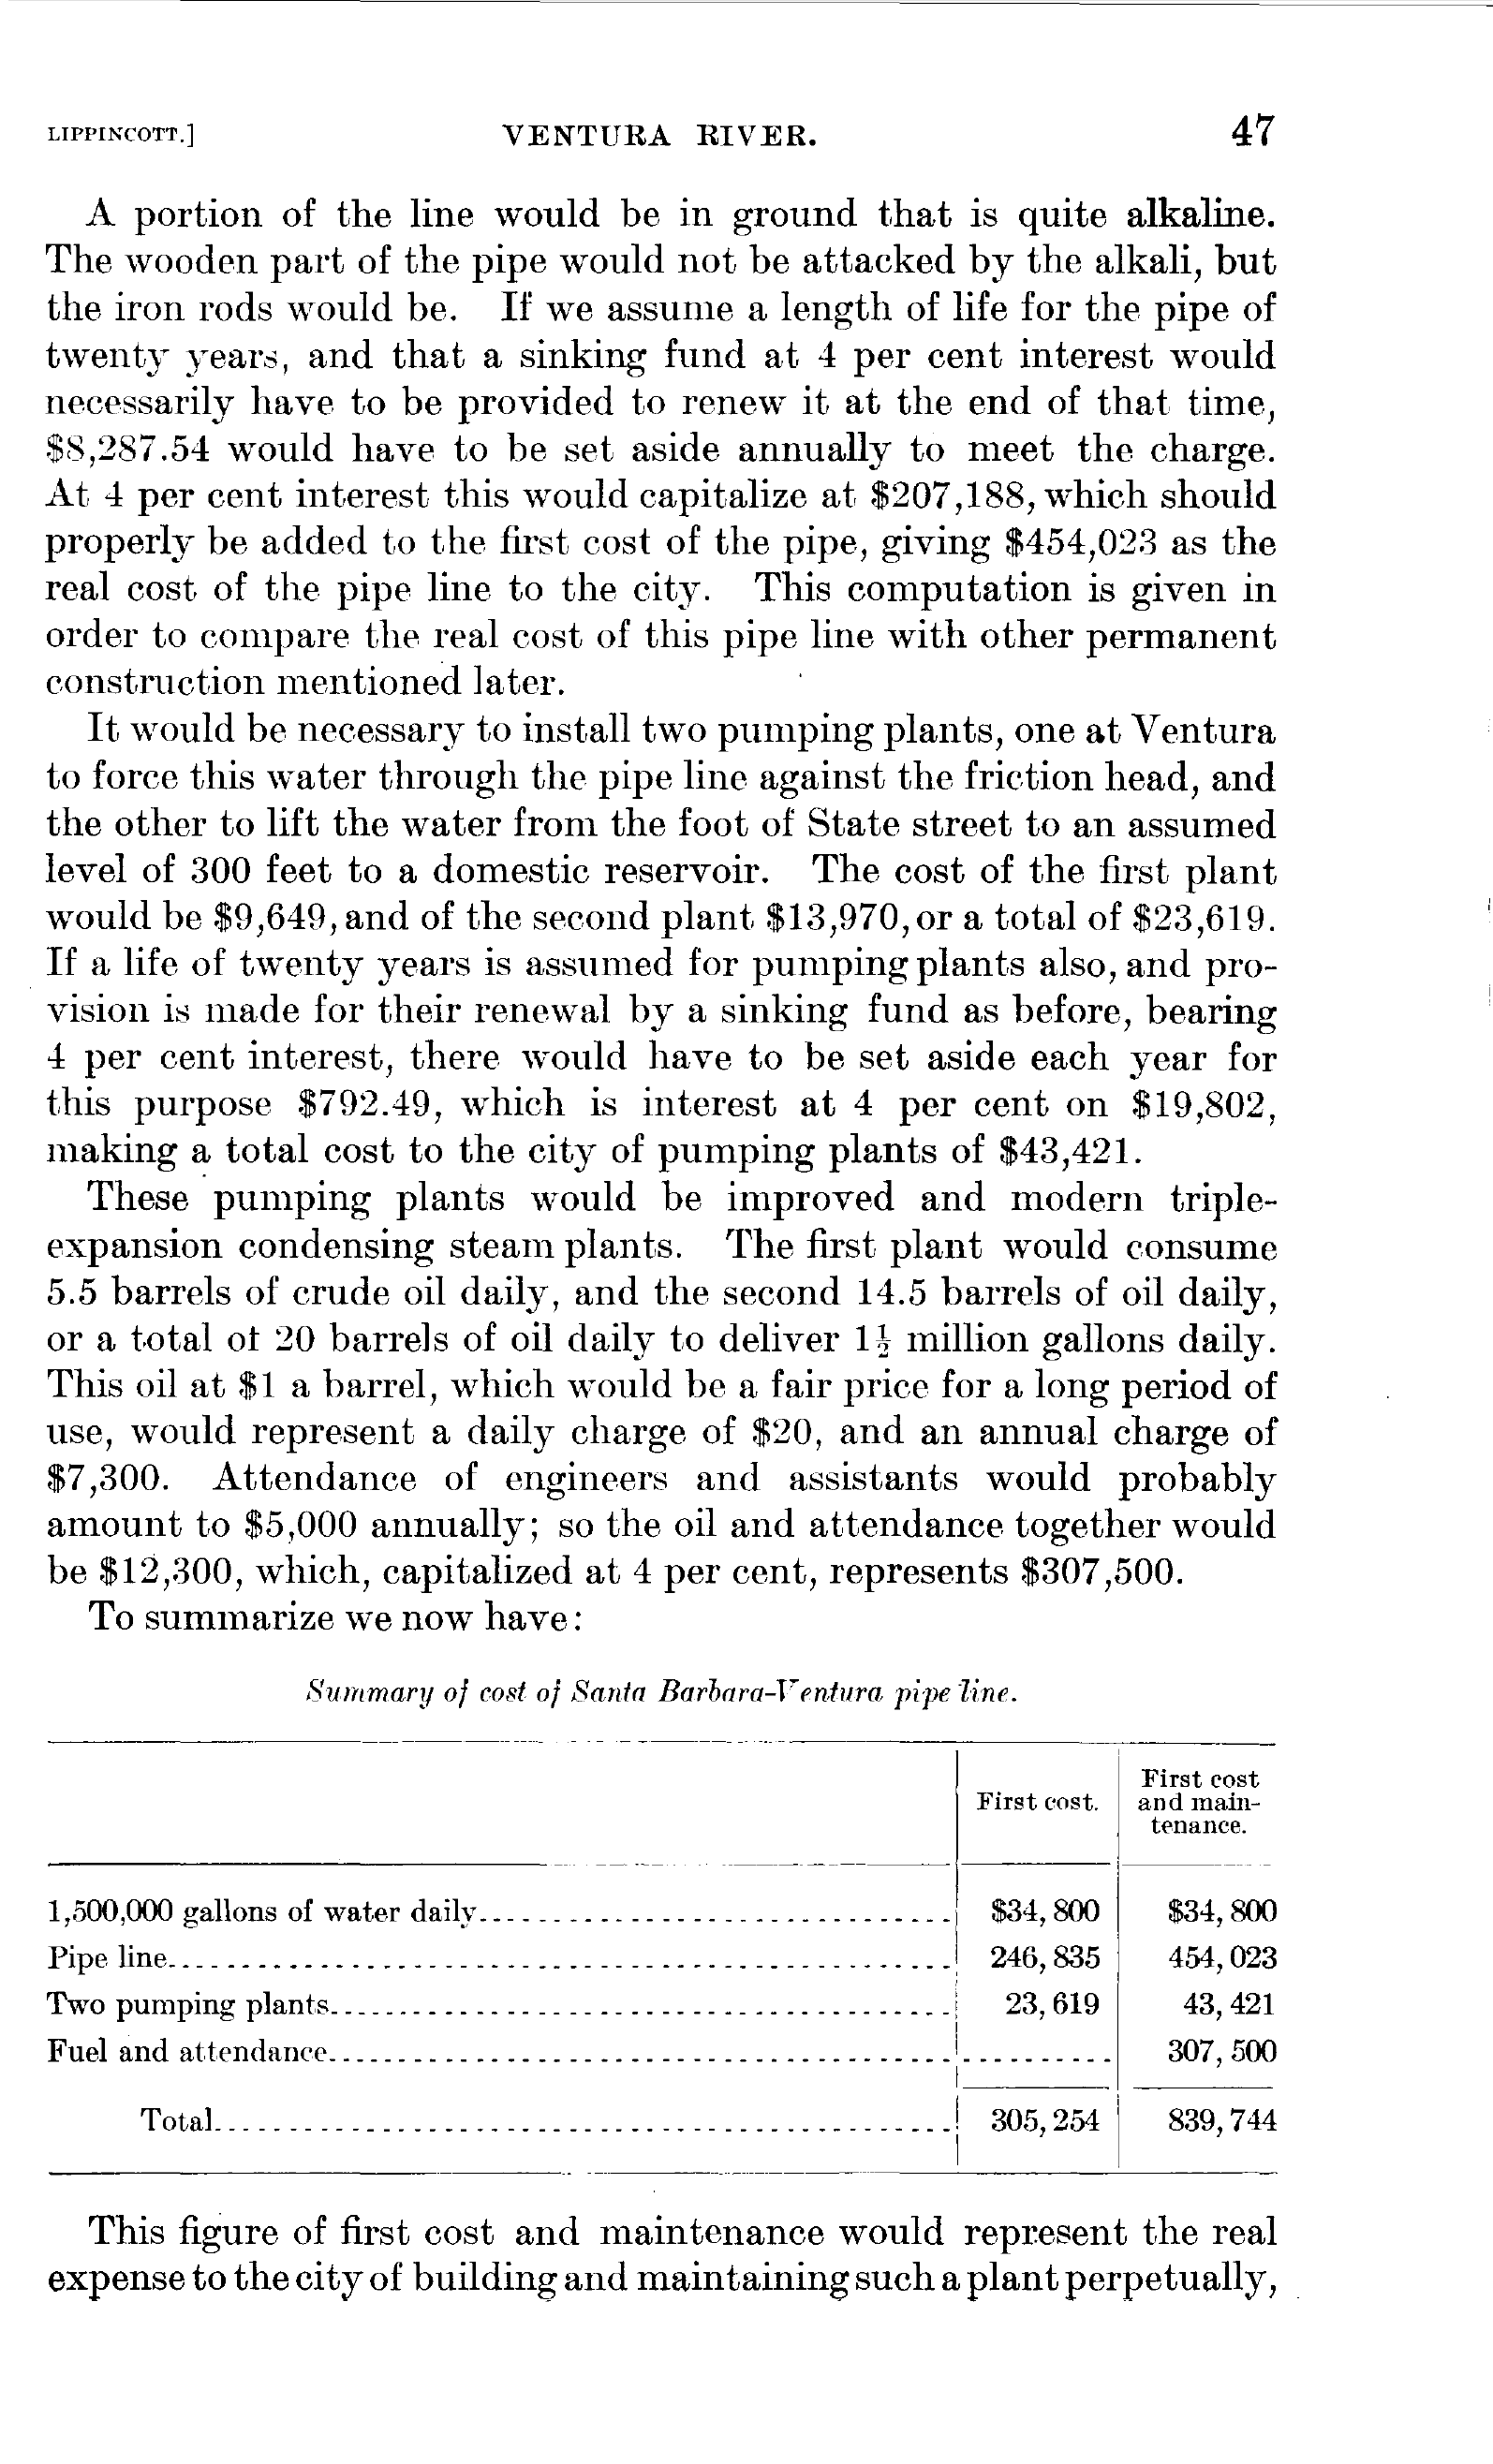 LIPPINCOTT.] VENTURA RIVER. 47
A portion of the line would be in ground that is quite alkaline.
The wooden part of the pipe would not be attacked by the alkali, but
the iron rods would be. If we assume a length of life for the pipe of
twenty years, and that a sinking fund at 4 per cent interest would
necessarily have to be provided to renew it at the end of that time,
$8,287.54 would have to be set aside annually to meet the charge.
At 4 per cent interest this would capitalize at $207,188, which should
properly be added to the first cost of the pipe, giving $454,023 as the
real cost of the pipe line to the city. This computation is given in
order to compare the real cost of this pipe line with other permanent
construction mentioned later.
It would be necessary to install two pumping plants, one at Ventura
to force this water through the pipe line against the friction head, and
the other to lift the water from the foot of State street to an assumed
level of 300 feet to a domestic reservoir. The cost of the first plant
would be $9,649, and of the second plant $13,970, or a total of $23,619.
If a life of twenty years is assumed for pumping plants also, and pro-
vision is made for their renewal by a sinking fund as before, bearing
4 per cent interest, there would have to be set aside each year for
this purpose $792.49, which is interest at 4 per cent on $19,802,
making a total cost to the city of pumping plants of $43,421.
These pumping plants would be improved and modern triple-
expansion condensing steam plants. The first plant would consume
5.5 barrels of crude oil daily, and the second 14.5 barrels of oil daily,
or a total of 20 barrels of oil daily to deliver 1½ million gallons daily.
This oil at $1 a barrel, which would be a fair price for a long period of
use, would represent a daily charge of $20, and an annual charge of
$7,300. Attendance of engineers and assistants would probably
amount to $5,000 annually; so the oil and attendance together would
be $12,300, which, capitalized at 4 per cent, represents $307,500.
To summarize we now have:
Summary of cost of Santa Barbara-Ventura pipe line.
First cost. First cost and main-tenance.
1,500,000 gallons of water daily $34,800 $34,800
Pipe line 246,835 454,023
Two pumping plants 23,619 43,421
Fuel and attendance 307,500
Total 305,254 839,744
This figure of first cost and maintenance would represent the real
expense to the city of building and maintaining such a plant perpetually,